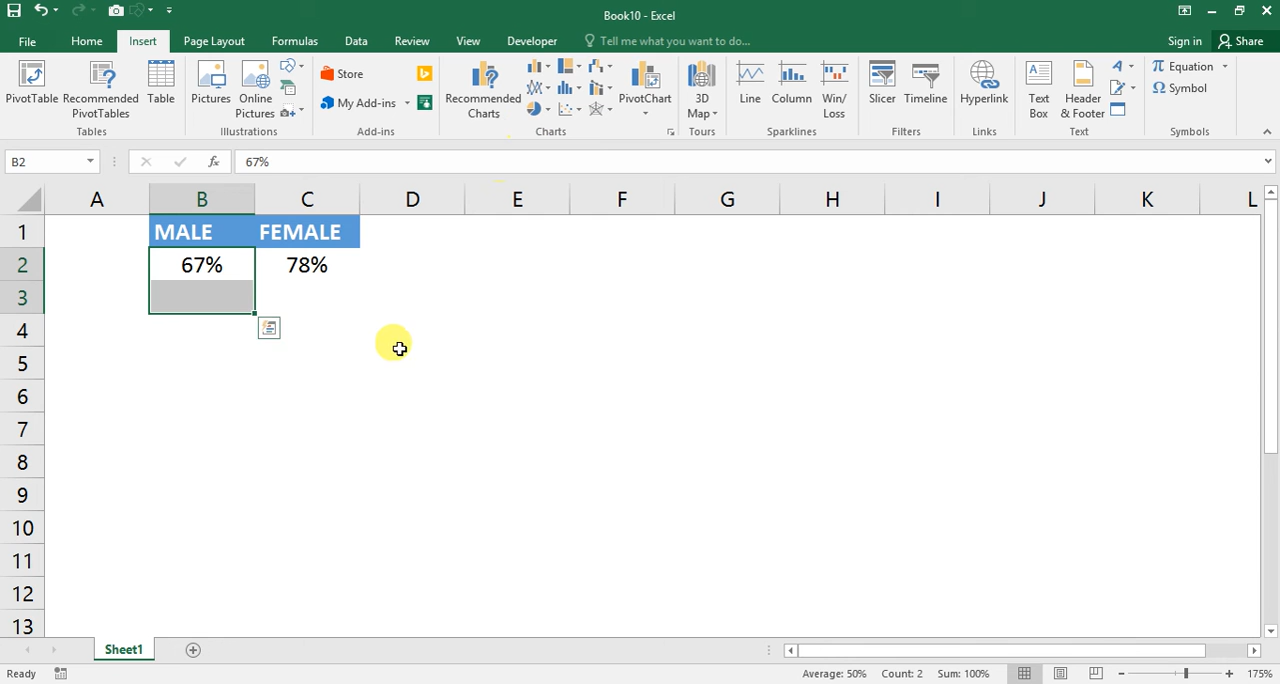 Book10 - Excel
File Home Insert Page Layout Formulas Data Review View Developer Tell me what you want to do... Sign in Share
PivotTable Recommended PivotTables Table
Tables
Pictures Online Pictures
Illustrations
Store
My Add-ins
Add-ins
Recommended Charts
PivotChart
Charts
3D Map
Tours
Line Column Win/ Loss
Sparklines
Slicer Timeline
Filters
Hyperlink
Links
Text Box Header & Footer
Text
Equation
Symbol
Symbols
B2 fx 67%
A B C D E F G H I J K L
1 MALE FEMALE
2 67% 78%
3
4
5
6
7
8
9
10
11
12
13
Sheet1
Ready Average: 50% Count: 2 Sum: 100% 175%